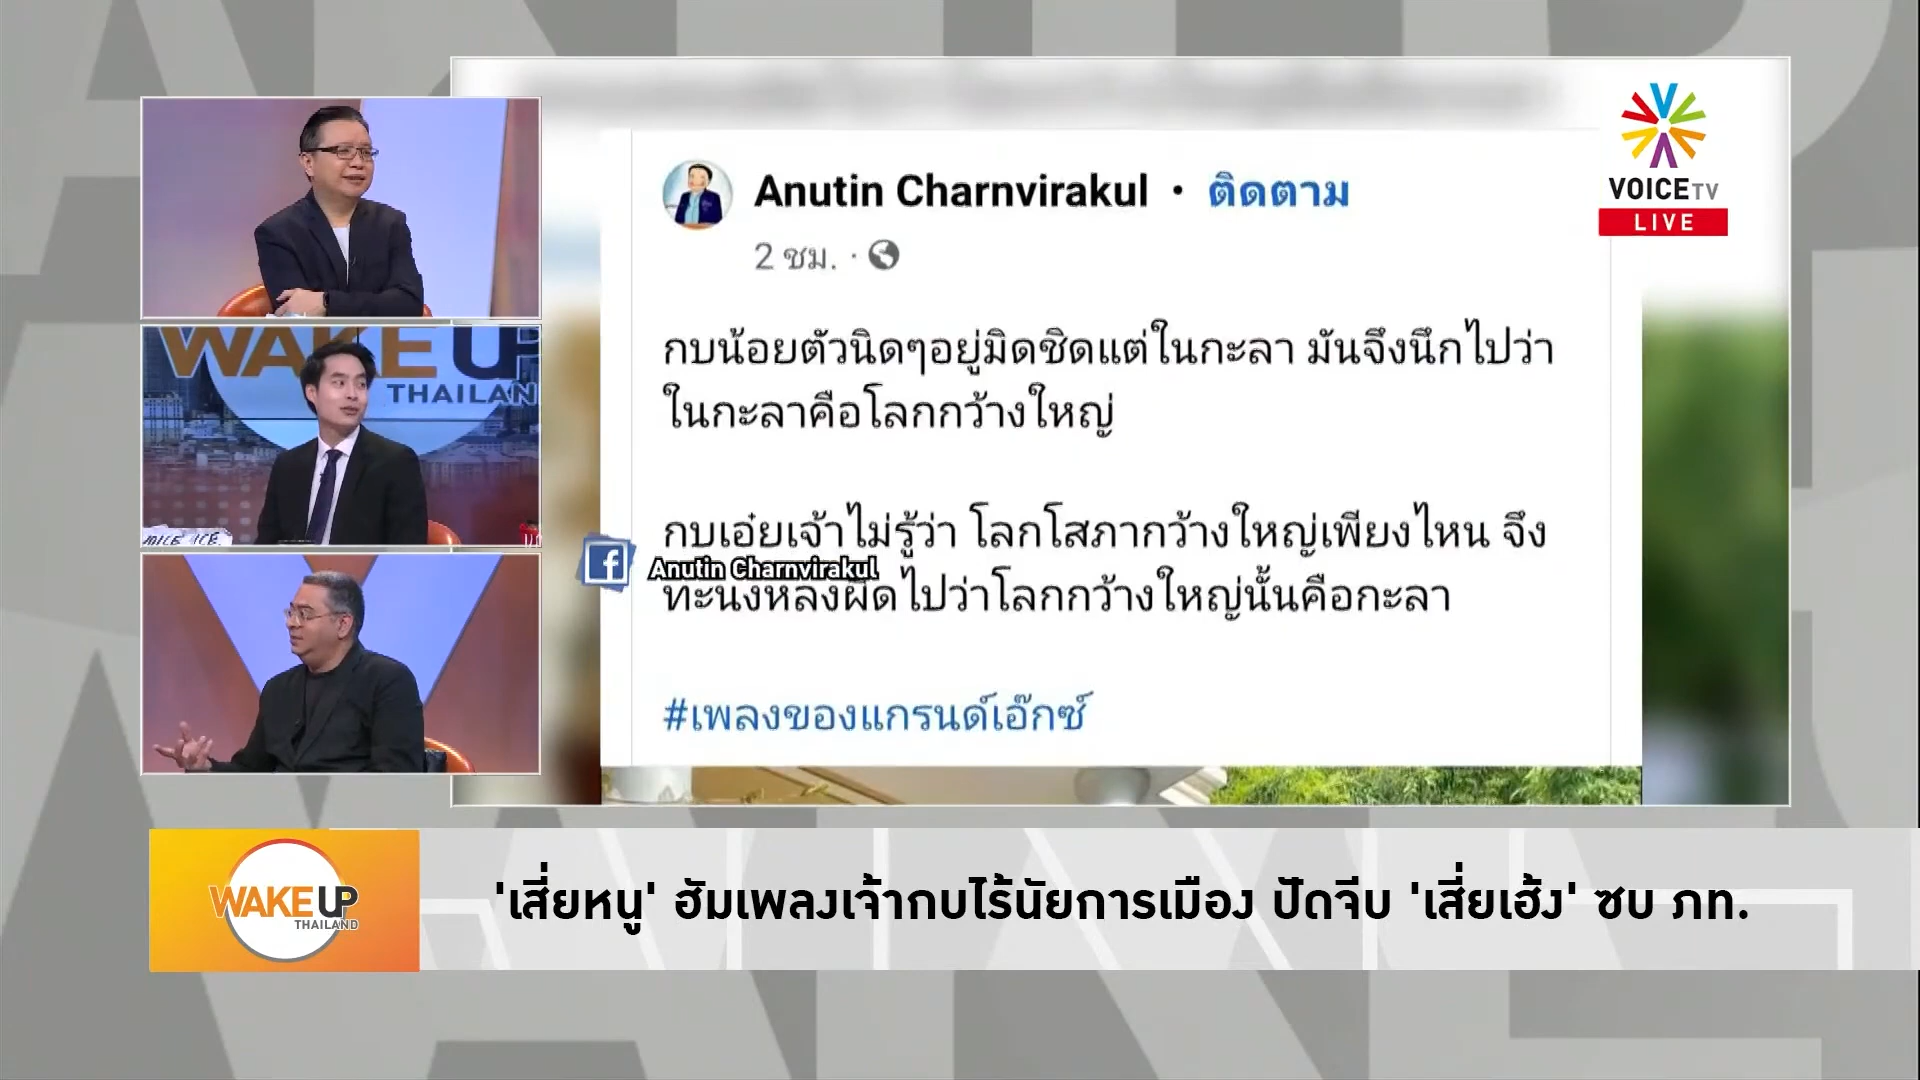 VOICE TV
LIVE
Anutin Charnvirakul · ติดตาม
2 ชม. ·
กบน้อยตัวนิดๆอยู่มิดชิดแต่ในกะลา มันจึงนึกไปว่า
ในกะลาคือโลกกว้างใหญ่
กบเอ๋ยเจ้าไม่รู้ว่า โลกโสภากว้างใหญ่เพียงไหน จึง
Anutin Charnvirakul
ทะนงหลงผิดไปว่าโลกกว้างใหญ่นั้นคือกะลา
#เพลงของแกรนด์เอ็กซ์
WAKE UP
THAILAN
WAKE UP
THAILAND
'เสี่ยหนู' ฮัมเพลงเจ้ากบไร้นัยการเมือง ปัดจีบ 'เสี่ยเฮ้ง' ซบ ภท.